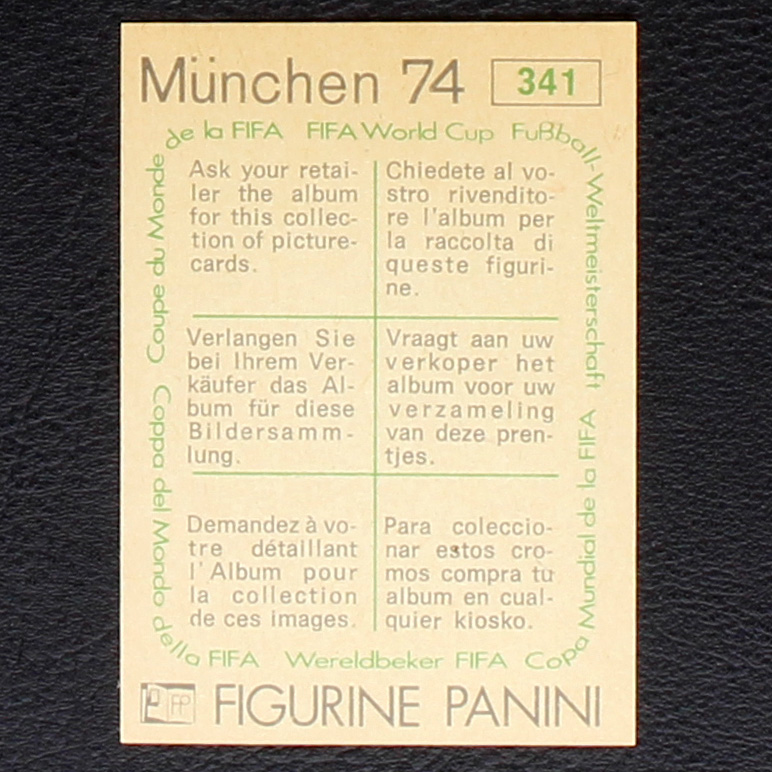 München 74 341
Coupe du Monde de la FIFA
FIFA World Cup
Fußball-Weltmeisterschaft
Ask your retai-
ler the album
for this collec-
tion of picture-
cards.
Chiedete al vo-
stro rivendito-
re l'album per
la raccolta di
queste figuri-
ne.
Verlangen Sie
bei Ihrem Ver-
käufer das Al-
bum für diese
Bildersamm-
lung.
Vraagt aan uw
verkoper het
album voor uw
verzameling
van deze pren-
tjes.
Demandez à vo-
tre détaillant
l'Album pour
la collection
de ces images.
Para coleccio-
nar estos cro-
mos compra tu
album en cual-
quier kiosko.
Coppa del Mondo della FIFA
Wereldbeker FIFA
Copa Mundial de la FIFA
FP FIGURINE PANINI